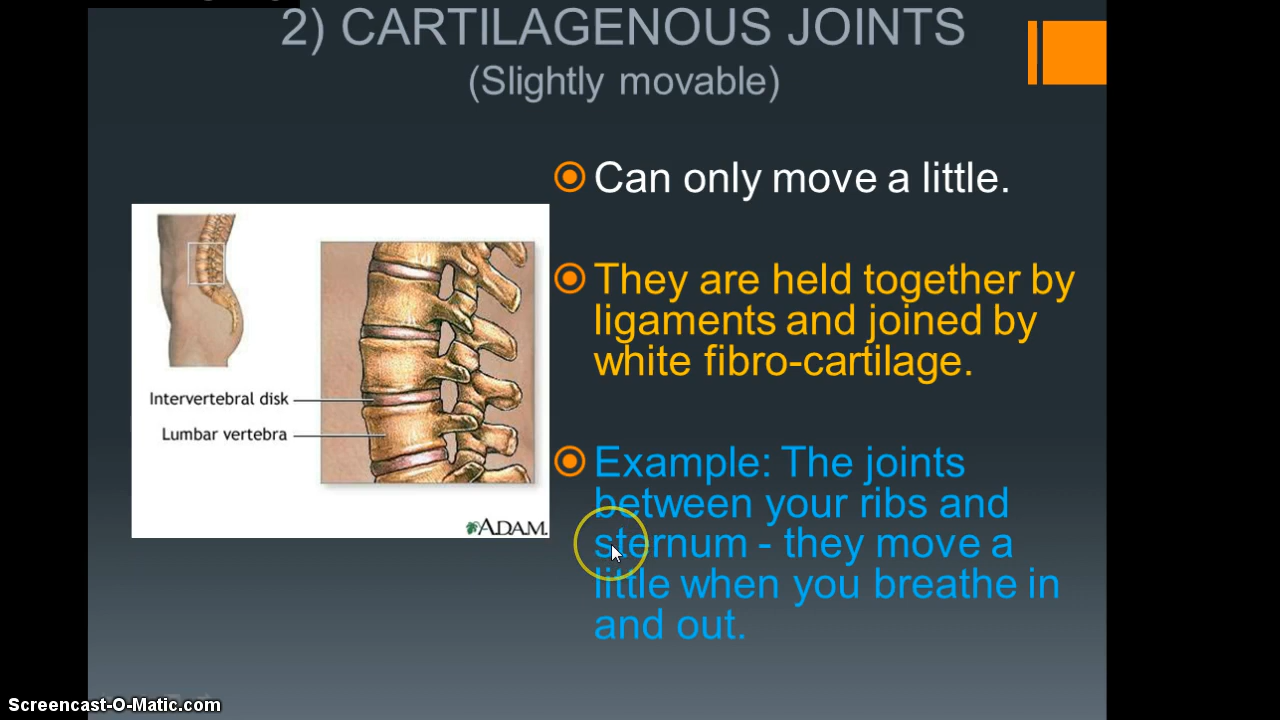 2) CARTILAGENOUS JOINTS
(Slightly movable)
Can only move a little.
They are held together by
ligaments and joined by
white fibro-cartilage.
Intervertebral disk
Lumbar vertebra
ADAM.
Example: The joints
between your ribs and
sternum - they move a
little when you breathe in
and out.
Screencast-O-Matic.com